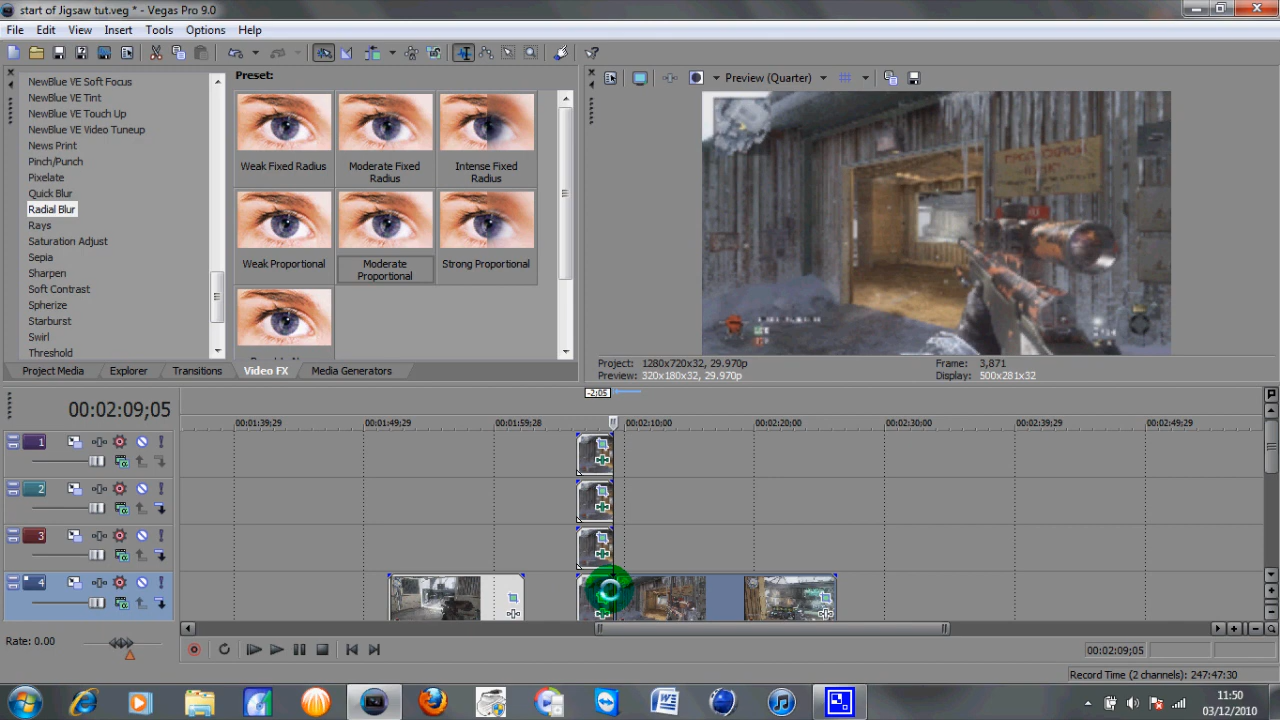 start of Jigsaw tut.veg * - Vegas Pro 9.0
File Edit View Insert Tools Options Help
NewBlue VE Soft Focus
NewBlue VE Tint
NewBlue VE Touch Up
NewBlue VE Video Tuneup
News Print
Pinch/Punch
Pixelate
Quick Blur
Radial Blur
Rays
Saturation Adjust
Sepia
Sharpen
Soft Contrast
Spherize
Starburst
Swirl
Threshold
Preset:
Weak Fixed Radius
Moderate Fixed Radius
Intense Fixed Radius
Weak Proportional
Moderate Proportional
Strong Proportional
Preview (Quarter)
Project: 1280x720x32, 29.970p
Preview: 320x180x32, 29.970p
Frame: 3,871
Display: 500x281x32
Project Media Explorer Transitions Video FX Media Generators
-2:05
00:02:09;05
00:01:39;29 00:01:49;29 00:01:59;28 00:02:10;00 00:02:20;00 00:02:30;00 00:02:39;29 00:02:49;29
1
2
3
4
Rate: 0.00
00:02:09;05
Record Time (2 channels): 247:47:30
11:50
03/12/2010